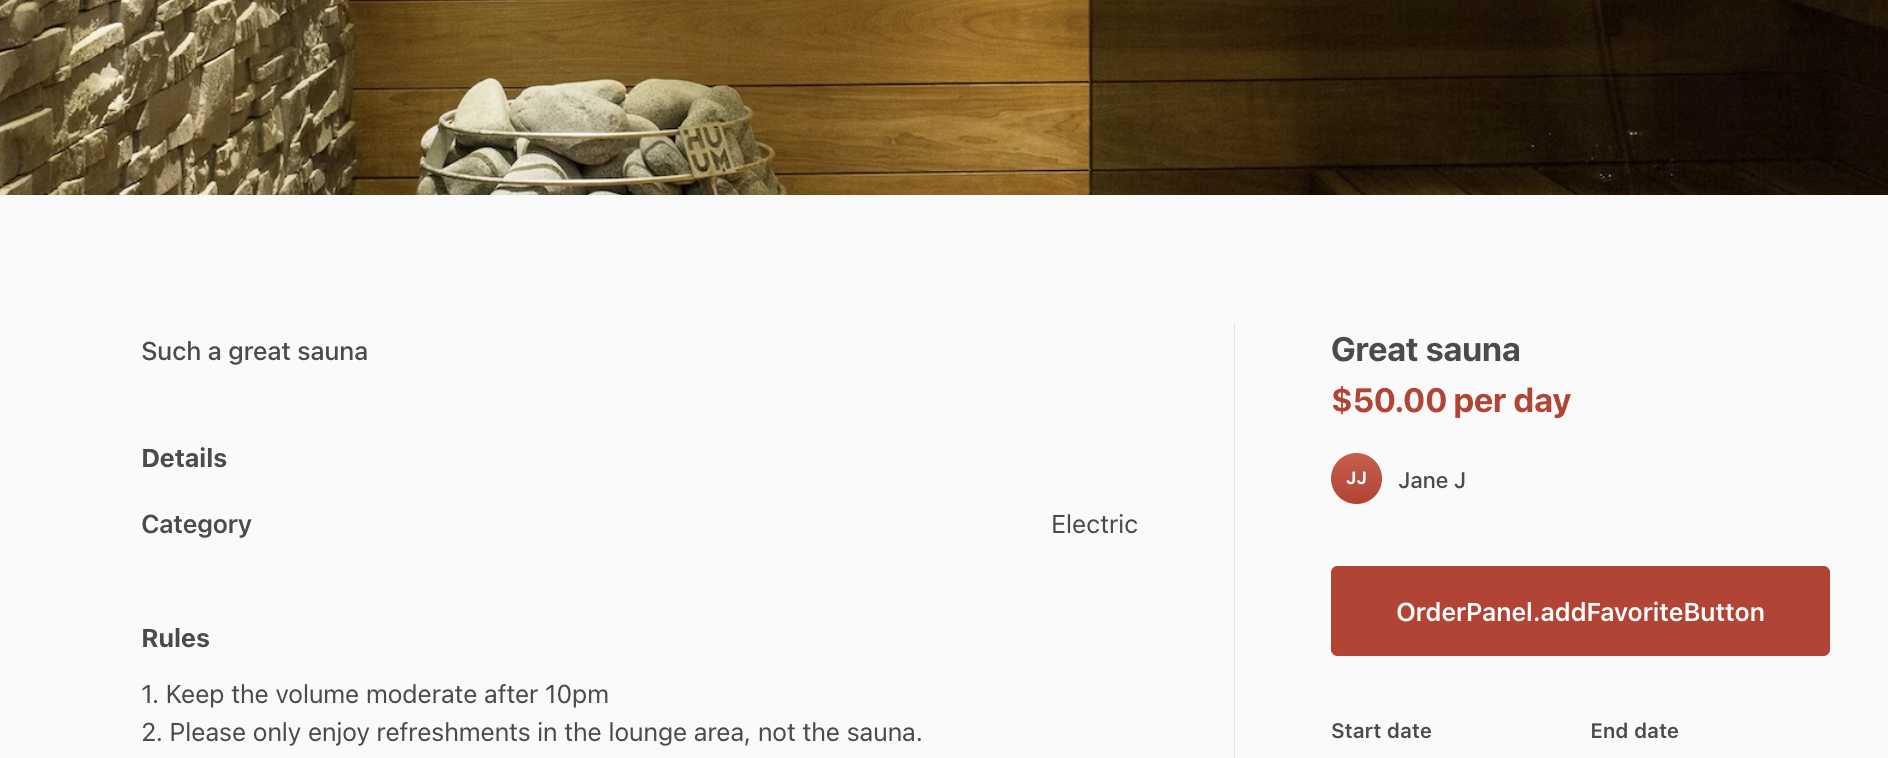 HU
UM
Such a great sauna
Details
Category
Electric
Rules
1. Keep the volume moderate after 10pm
2. Please only enjoy refreshments in the lounge area, not the sauna.
Great sauna
$50.00 per day
JJ
Jane J
OrderPanel.addFavoriteButton
Start date
End date